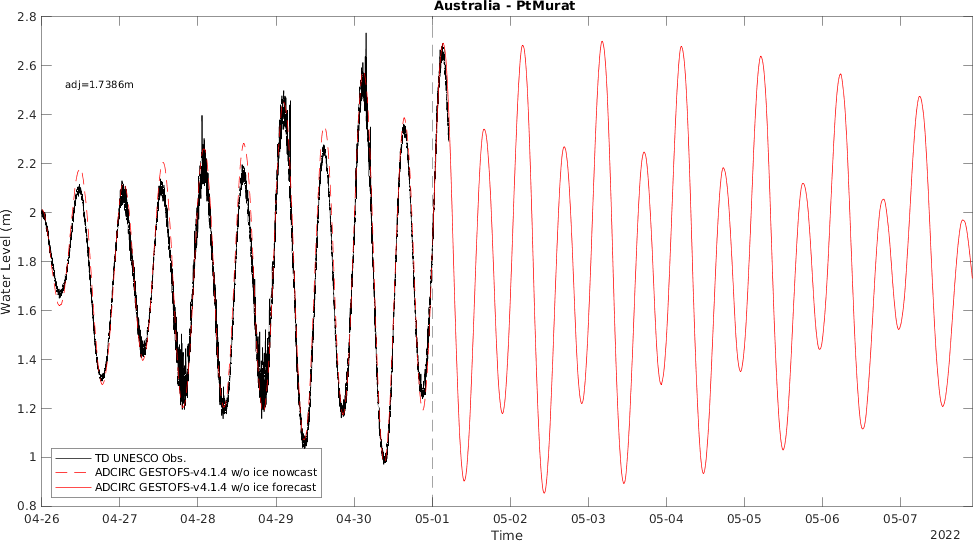 Australia - PtMurat
2.8
2.6
adj=1.7386m
2.4
2.2
2
1.8
1.6
1.4
1.2
1
0.8
Water Level (m)
TD UNESCO Obs.
ADCIRC GESTOFS-v4.1.4 w/o ice nowcast
ADCIRC GESTOFS-v4.1.4 w/o ice forecast
04-26 04-27 04-28 04-29 04-30 05-01 05-02 05-03 05-04 05-05 05-06 05-07
Time
2022